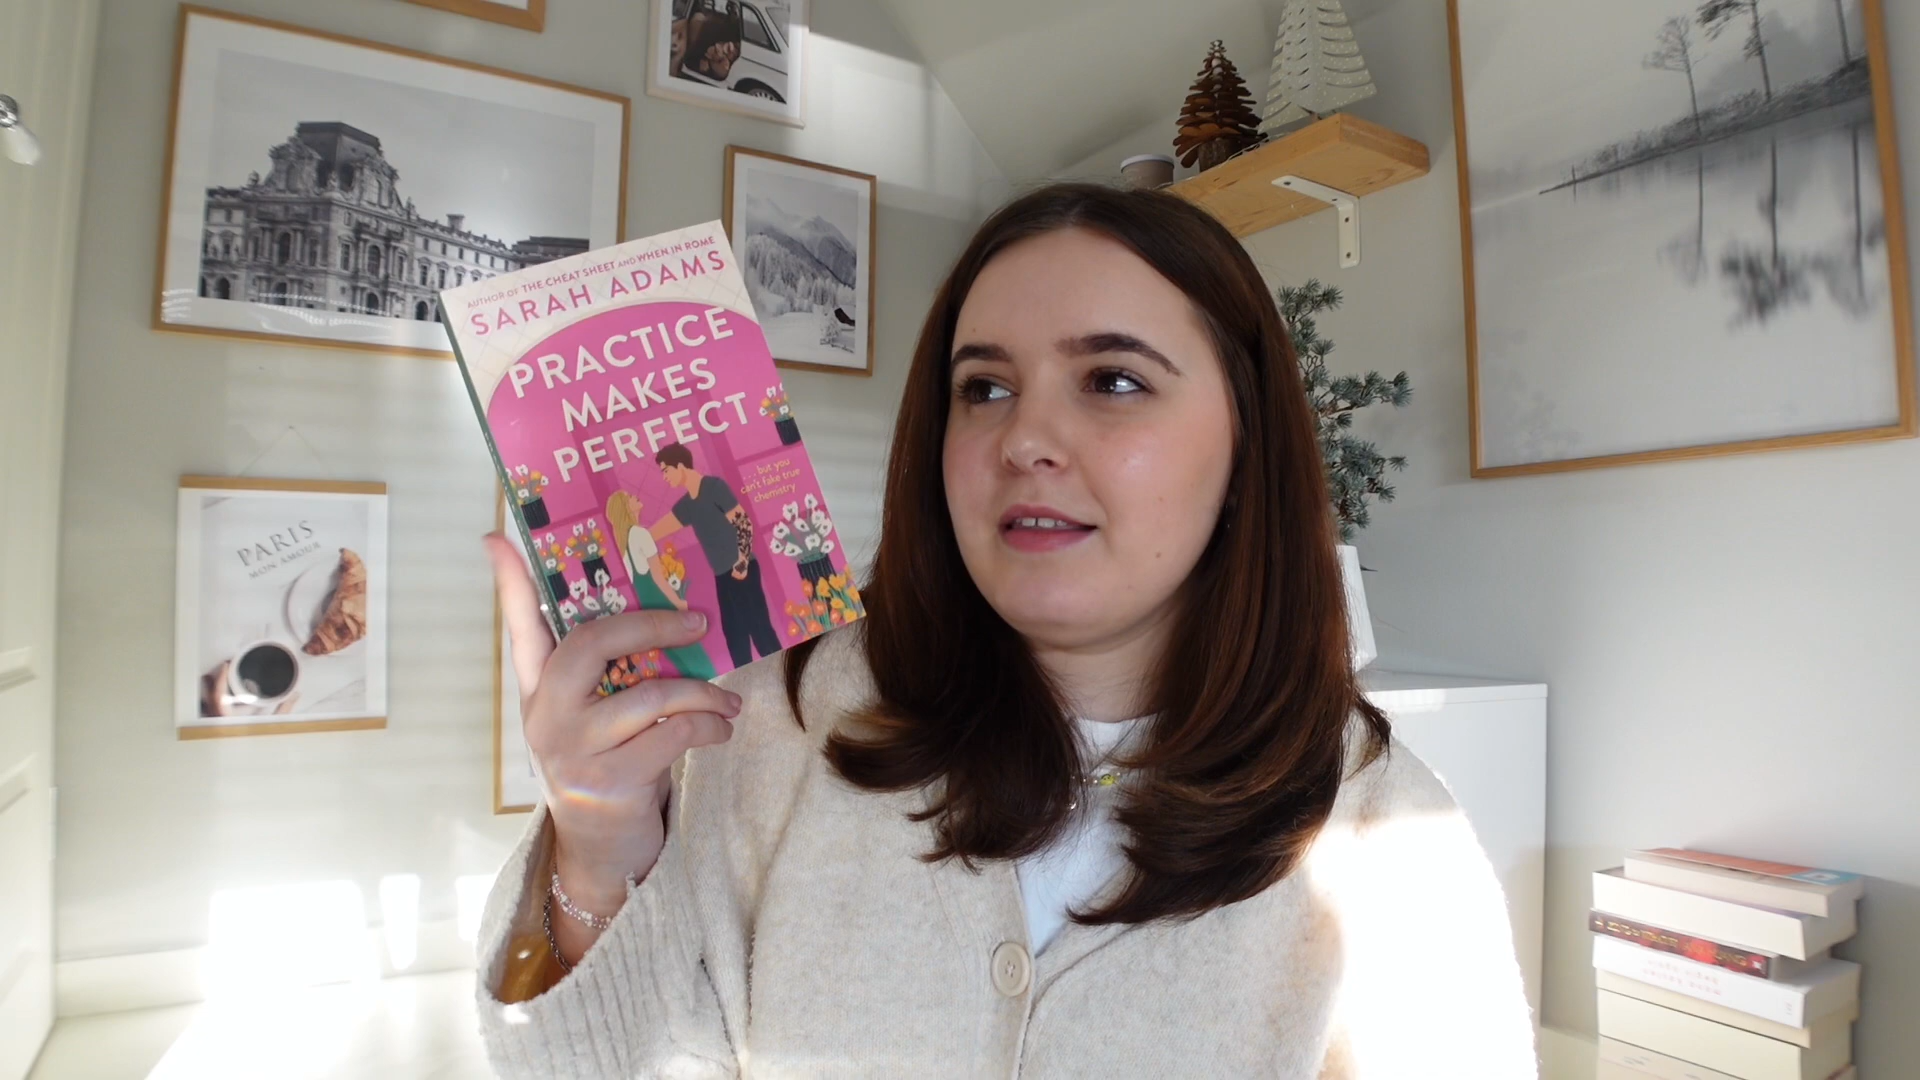 AUTHOR OF THE CHEAT SHEET AND WHEN IN ROME
SARAH ADAMS
PRACTICE
MAKES
PERFECT
... but you
can't fake true
chemistry
PARIS
MON AMOUR